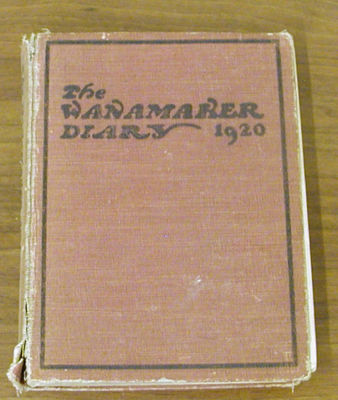 The
WANAMAKER
DIARY 1920